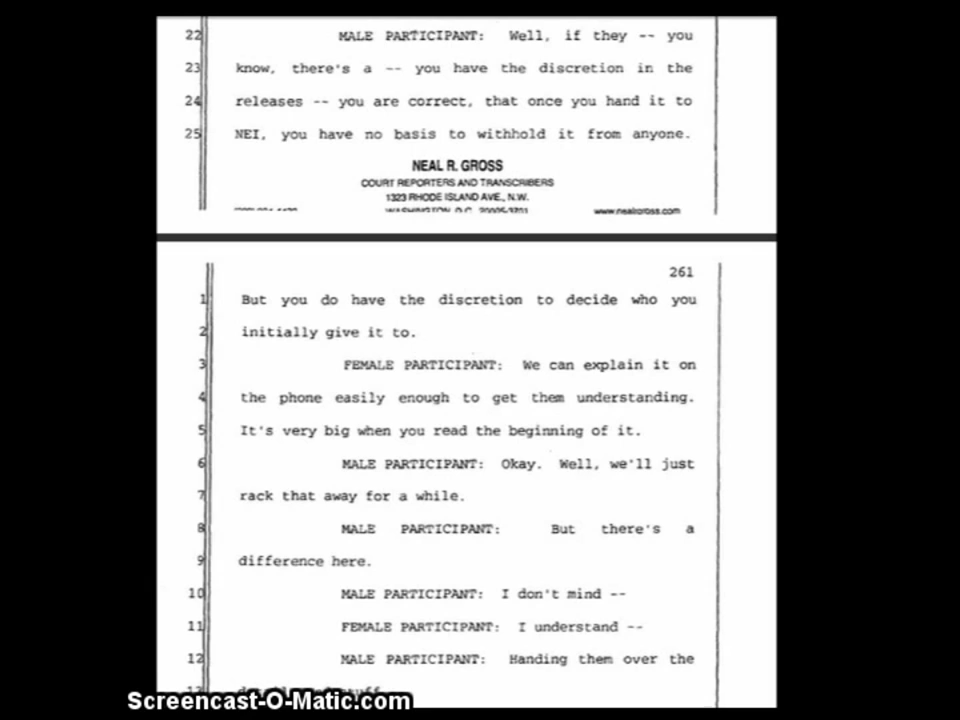 22 MALE PARTICIPANT: Well, if they -- you
23 know, there's a -- you have the discretion in the
24 releases -- you are correct, that once you hand it to
25 NEI, you have no basis to withhold it from anyone.
NEAL R. GROSS
COURT REPORTERS AND TRANSCRIBERS
1323 RHODE ISLAND AVE., N.W.
WASHINGTON, D.C. 20005-3701 www.nealrgross.com
261
1 But you do have the discretion to decide who you
2 initially give it to.
3 FEMALE PARTICIPANT: We can explain it on
4 the phone easily enough to get them understanding.
5 It's very big when you read the beginning of it.
6 MALE PARTICIPANT: Okay. Well, we'll just
7 rack that away for a while.
8 MALE PARTICIPANT: But there's a
9 difference here.
10 MALE PARTICIPANT: I don't mind --
11 FEMALE PARTICIPANT: I understand --
12 MALE PARTICIPANT: Handing them over the
Screencast-O-Matic.com